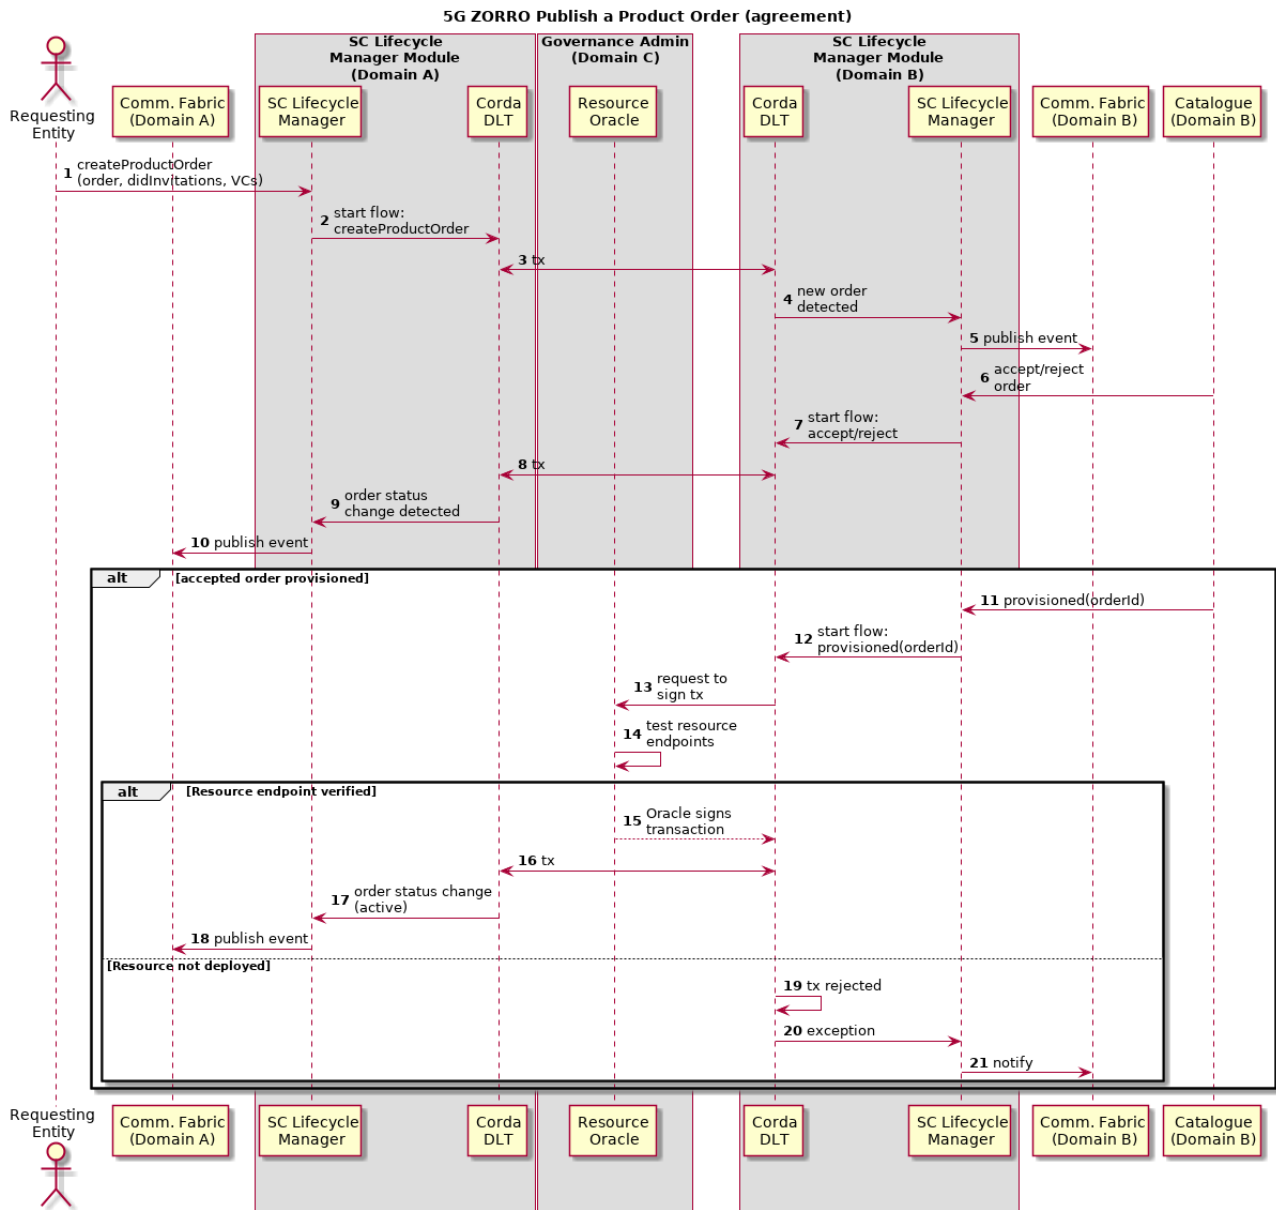 5G ZORRO Publish a Product Order (agreement)
SC Lifecycle
Manager Module
(Domain A)
Governance Admin
(Domain C)
SC Lifecycle
Manager Module
(Domain B)
Requesting
Entity
Comm. Fabric
(Domain A)
SC Lifecycle
Manager
Corda
DLT
Resource
Oracle
Corda
DLT
SC Lifecycle
Manager
Comm. Fabric
(Domain B)
Catalogue
(Domain B)
1 createProductOrder
(order, didInvitations, VCs)
2 start flow:
createProductOrder
3 tx
4 new order
detected
5 publish event
6 accept/reject
order
7 start flow:
accept/reject
8 tx
9 order status
change detected
10 publish event
alt [accepted order provisioned]
11 provisioned(orderId)
12 start flow:
provisioned(orderId)
13 request to
sign tx
14 test resource
endpoints
alt [Resource endpoint verified]
15 Oracle signs
transaction
16 tx
17 order status change
(active)
18 publish event
[Resource not deployed]
19 tx rejected
20 exception
21 notify
Requesting
Entity
Comm. Fabric
(Domain A)
SC Lifecycle
Manager
Corda
DLT
Resource
Oracle
Corda
DLT
SC Lifecycle
Manager
Comm. Fabric
(Domain B)
Catalogue
(Domain B)